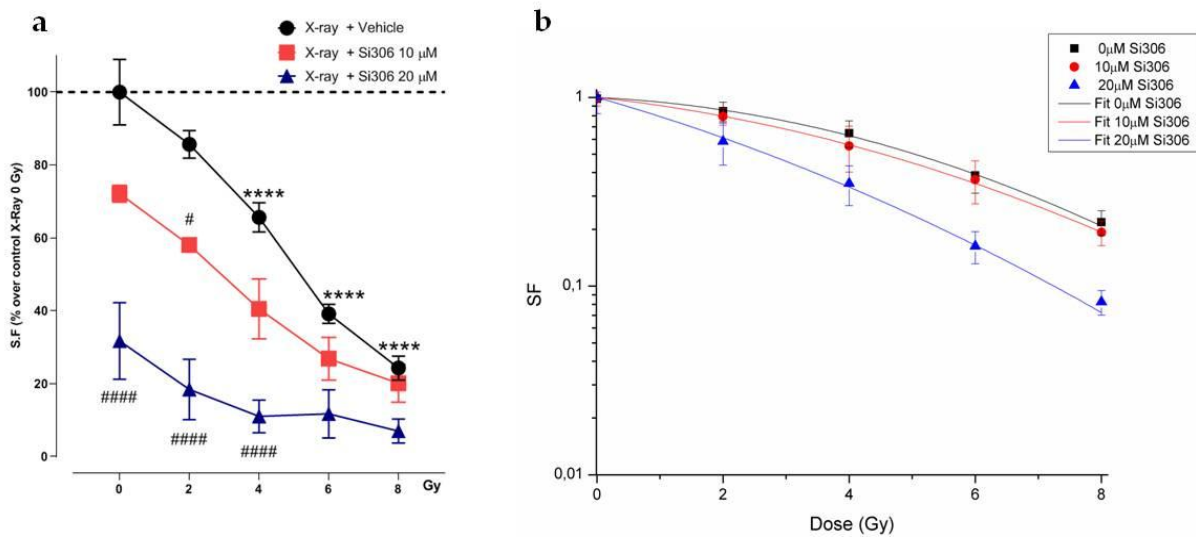 a
X-ray + Vehicle
X-ray + Si306 10 μM
X-ray + Si306 20 μM
S.F (% over control X-Ray 0 Gy)
100
80
60
40
20
0
****
****
****
#
####
####
####
0 2 4 6 8 Gy
b
0μM Si306
10μM Si306
20μM Si306
Fit 0μM Si306
Fit 10μM Si306
Fit 20μM Si306
SF
1
0,1
0,01
0 2 4 6 8
Dose (Gy)